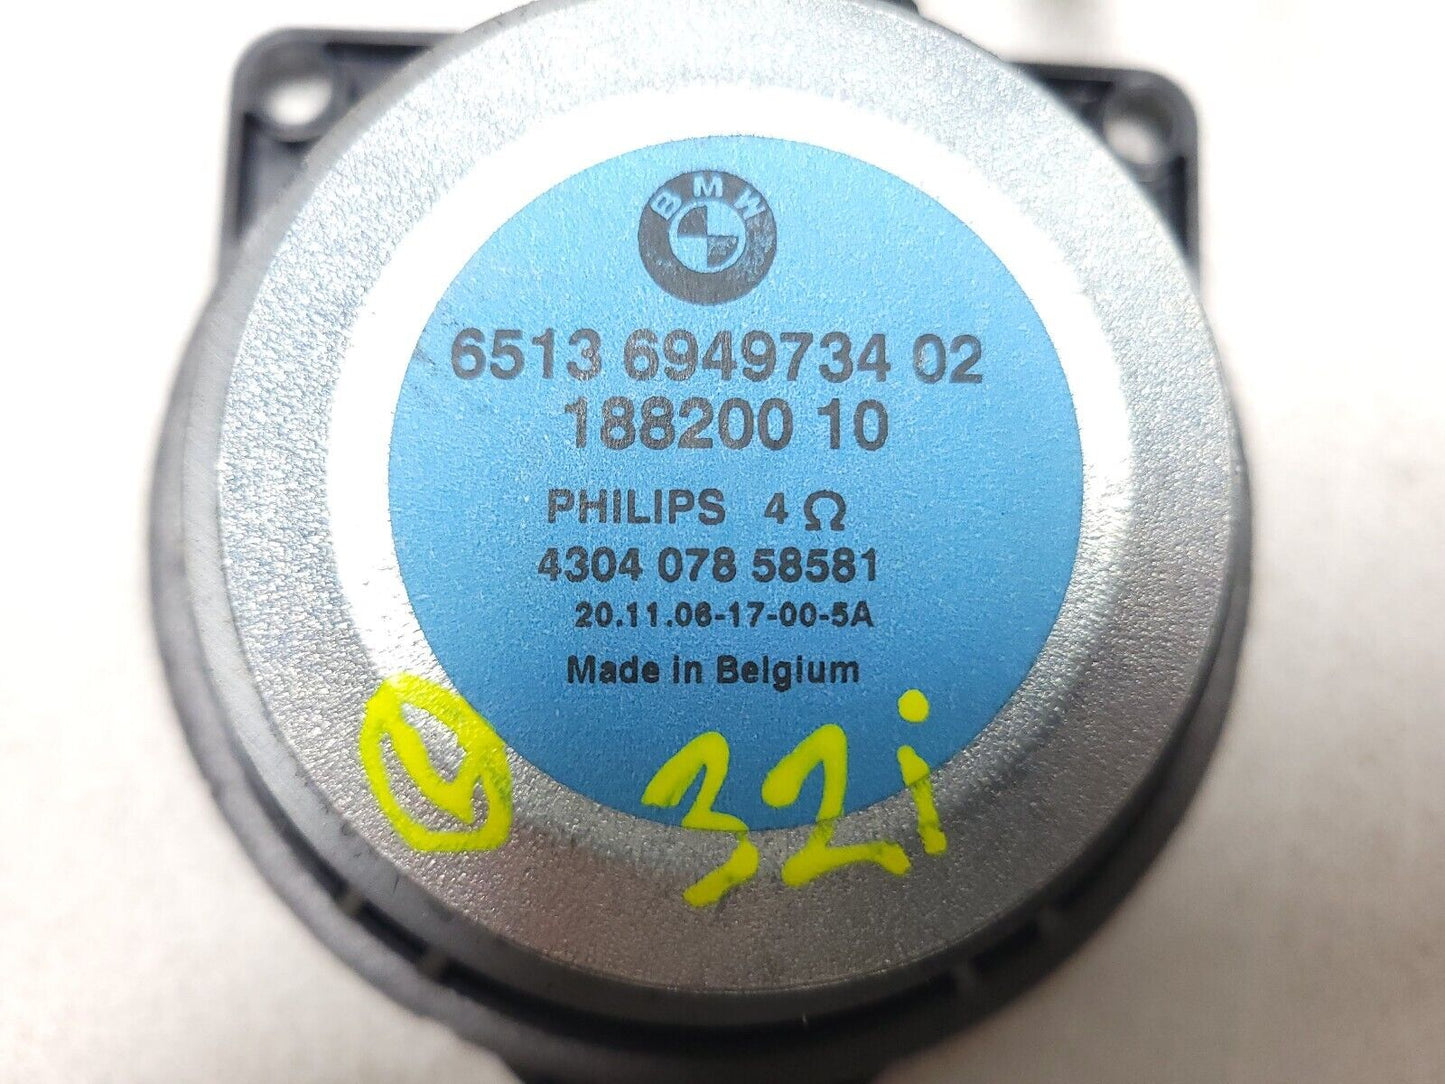 BMW
6513 6949734 02
188200 10
PHILIPS 4 Ω
4304 078 58581
20.11.06-17-00-5A
Made in Belgium
32i